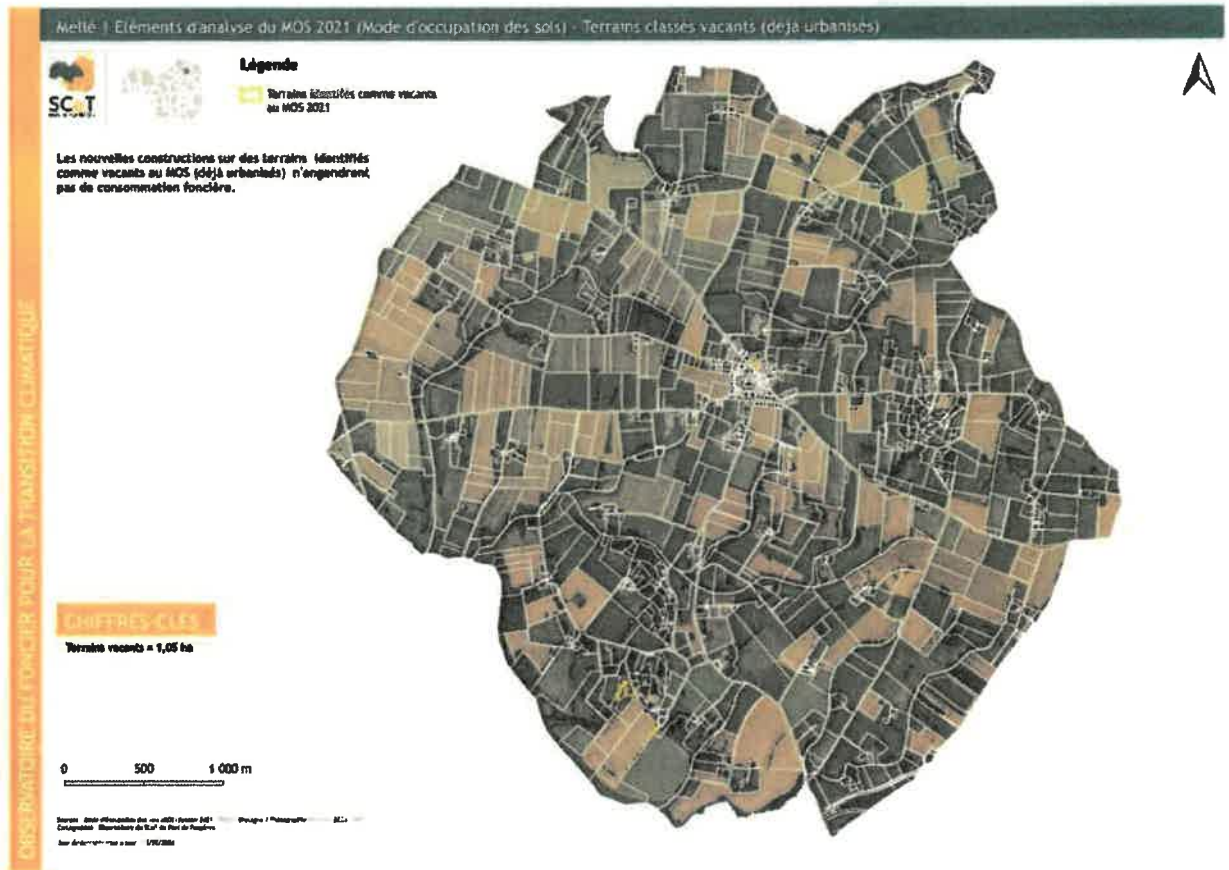 Mellé | Eléments d'analyse du MOS 2021 (Mode d'occupation des sols) - Terrains classés vacants (déjà urbanisés)
SCoT
Légende
Terrains identifiés comme vacants
au MOS 2021
Les nouvelles constructions sur des terrains identifiés
comme vacants au MOS (déjà urbanisés) n'engendrent
pas de consommation foncière.
OBSERVATOIRE DU FONCIER POUR LA TRANSITION CLIMATIQUE
CHIFFRES-CLES
Terrains vacants = 1,05 ha
0 500 1 000 m